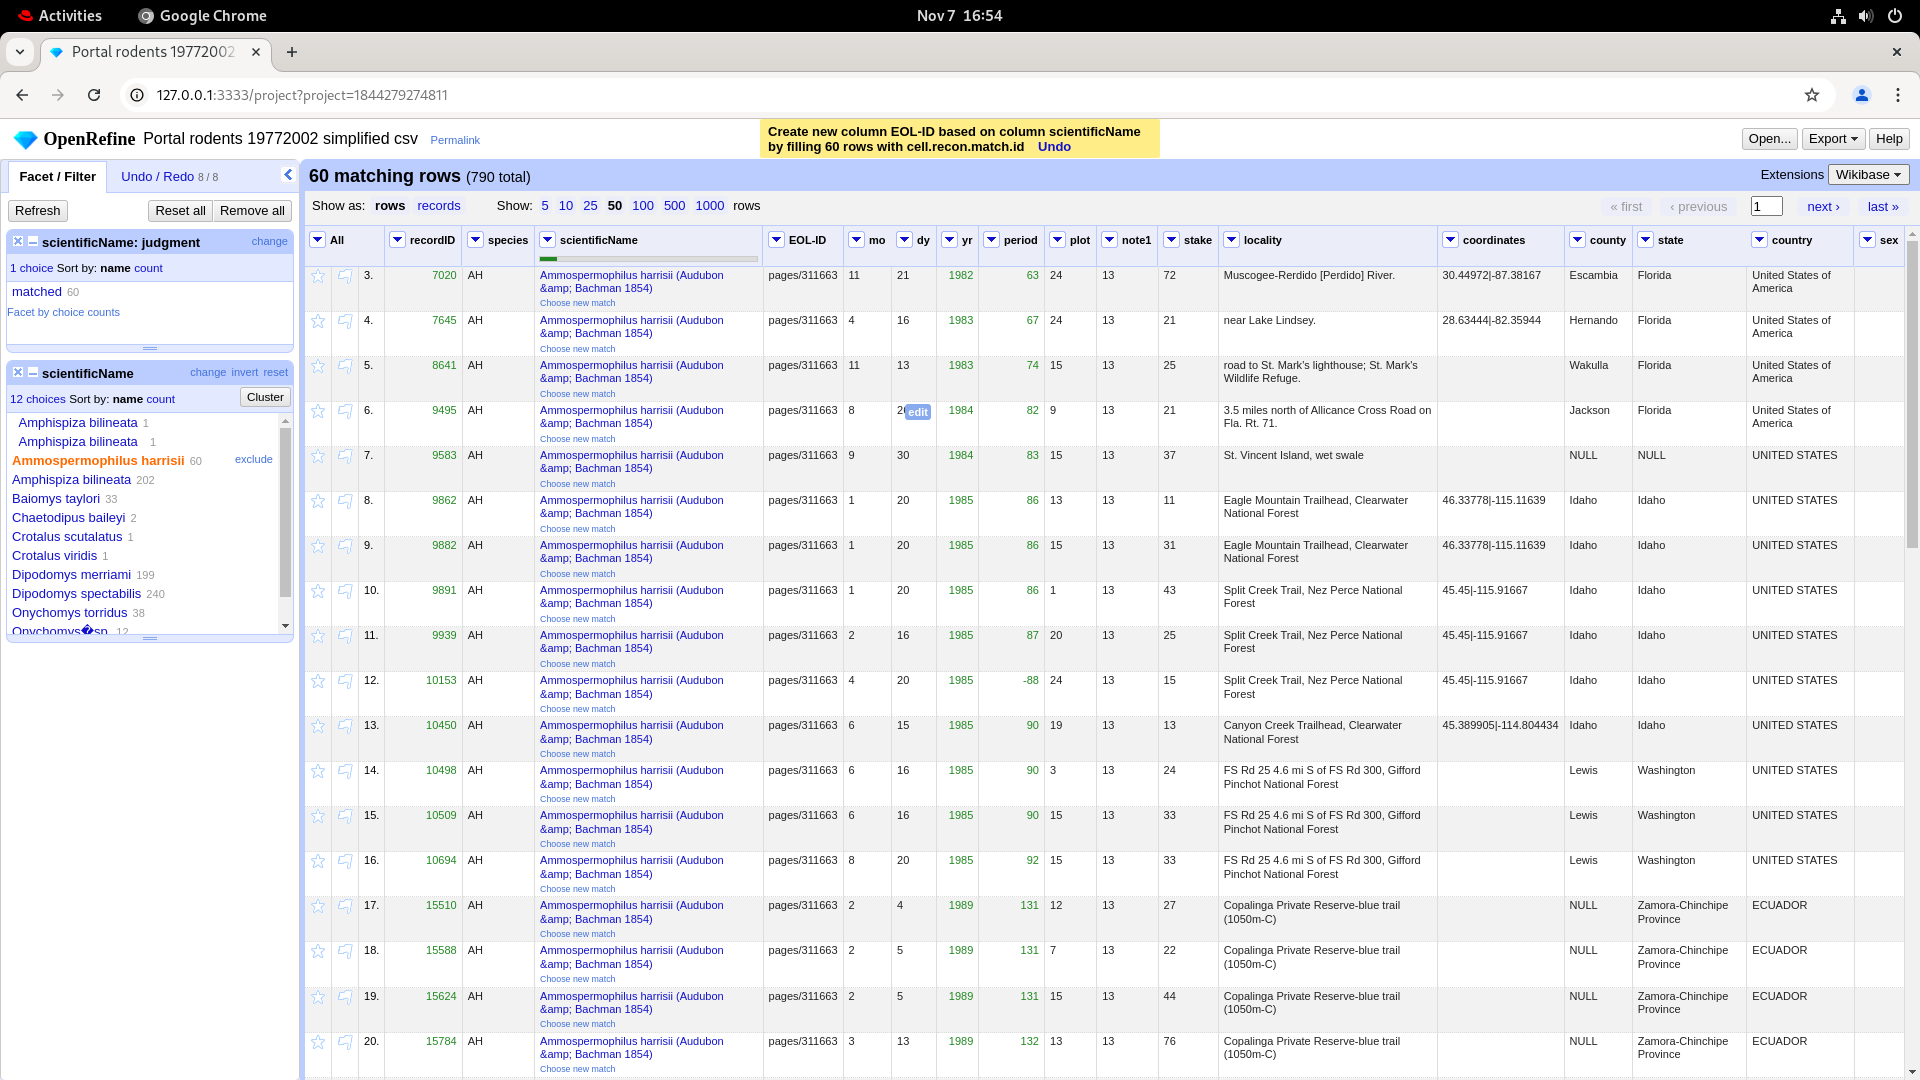 Activities
Google Chrome
Nov 7 16:54
Portal rodents 19772002
127.0.0.1:3333/project?project=1844279274811
OpenRefine Portal rodents 19772002 simplified csv Permalink
Create new column EOL-ID based on column scientificName
by filling 60 rows with cell.recon.match.id Undo
Open... Export Help
Facet / Filter Undo / Redo 8 / 8
Refresh Reset all Remove all
scientificName: judgment change
1 choice Sort by: name count
matched 60
Facet by choice counts
scientificName change invert reset
12 choices Sort by: name count Cluster
Amphispiza bilineata 1
Amphispiza bilineata 1
Ammospermophilus harrisii 60 exclude
Amphispiza bilineata 202
Baiomys taylori 33
Chaetodipus baileyi 2
Crotalus scutalatus 1
Crotalus viridis 1
Dipodomys merriami 199
Dipodomys spectabilis 240
Onychomys torridus 38
Onychomys�sp. 12
60 matching rows (790 total)
Extensions Wikibase
Show as: rows records Show: 5 10 25 50 100 500 1000 rows
« first ‹ previous 1 next › last »
All recordID species scientificName EOL-ID mo dy yr period plot note1 stake locality coordinates county state country sex
3. 7020 AH Ammospermophilus harrisii (Audubon pages/311663 11 21 1982 63 24 13 72 Muscogee-Rerdido [Perdido] River. 30.44972|-87.38167 Escambia Florida United States of
&amp; Bachman 1854) America
Choose new match
4. 7645 AH Ammospermophilus harrisii (Audubon pages/311663 4 16 1983 67 24 13 21 near Lake Lindsey. 28.63444|-82.35944 Hernando Florida United States of
&amp; Bachman 1854) America
Choose new match
5. 8641 AH Ammospermophilus harrisii (Audubon pages/311663 11 13 1983 74 15 13 25 road to St. Mark's lighthouse; St. Mark's Wakulla Florida United States of
&amp; Bachman 1854) Wildlife Refuge. America
Choose new match
6. 9495 AH Ammospermophilus harrisii (Audubon pages/311663 8 edit 1984 82 9 13 21 3.5 miles north of Allicance Cross Road on Jackson Florida United States of
&amp; Bachman 1854) Fla. Rt. 71. America
Choose new match
7. 9583 AH Ammospermophilus harrisii (Audubon pages/311663 9 30 1984 83 15 13 37 St. Vincent Island, wet swale NULL NULL UNITED STATES
&amp; Bachman 1854)
Choose new match
8. 9862 AH Ammospermophilus harrisii (Audubon pages/311663 1 20 1985 86 13 13 11 Eagle Mountain Trailhead, Clearwater 46.33778|-115.11639 Idaho Idaho UNITED STATES
&amp; Bachman 1854) National Forest
Choose new match
9. 9882 AH Ammospermophilus harrisii (Audubon pages/311663 1 20 1985 86 15 13 31 Eagle Mountain Trailhead, Clearwater 46.33778|-115.11639 Idaho Idaho UNITED STATES
&amp; Bachman 1854) National Forest
Choose new match
10. 9891 AH Ammospermophilus harrisii (Audubon pages/311663 1 20 1985 86 1 13 43 Split Creek Trail, Nez Perce National 45.45|-115.91667 Idaho Idaho UNITED STATES
&amp; Bachman 1854) Forest
Choose new match
11. 9939 AH Ammospermophilus harrisii (Audubon pages/311663 2 16 1985 87 20 13 25 Split Creek Trail, Nez Perce National 45.45|-115.91667 Idaho Idaho UNITED STATES
&amp; Bachman 1854) Forest
Choose new match
12. 10153 AH Ammospermophilus harrisii (Audubon pages/311663 4 20 1985 -88 24 13 15 Split Creek Trail, Nez Perce National 45.45|-115.91667 Idaho Idaho UNITED STATES
&amp; Bachman 1854) Forest
Choose new match
13. 10450 AH Ammospermophilus harrisii (Audubon pages/311663 6 15 1985 90 19 13 13 Canyon Creek Trailhead, Clearwater 45.389905|-114.804434 Idaho Idaho UNITED STATES
&amp; Bachman 1854) National Forest
Choose new match
14. 10498 AH Ammospermophilus harrisii (Audubon pages/311663 6 16 1985 90 3 13 24 FS Rd 25 4.6 mi S of FS Rd 300, Gifford Lewis Washington UNITED STATES
&amp; Bachman 1854) Pinchot National Forest
Choose new match
15. 10509 AH Ammospermophilus harrisii (Audubon pages/311663 6 16 1985 90 15 13 33 FS Rd 25 4.6 mi S of FS Rd 300, Gifford Lewis Washington UNITED STATES
&amp; Bachman 1854) Pinchot National Forest
Choose new match
16. 10694 AH Ammospermophilus harrisii (Audubon pages/311663 8 20 1985 92 15 13 33 FS Rd 25 4.6 mi S of FS Rd 300, Gifford Lewis Washington UNITED STATES
&amp; Bachman 1854) Pinchot National Forest
Choose new match
17. 15510 AH Ammospermophilus harrisii (Audubon pages/311663 2 4 1989 131 12 13 27 Copalinga Private Reserve-blue trail NULL Zamora-Chinchipe ECUADOR
&amp; Bachman 1854) (1050m-C) Province
Choose new match
18. 15588 AH Ammospermophilus harrisii (Audubon pages/311663 2 5 1989 131 7 13 22 Copalinga Private Reserve-blue trail NULL Zamora-Chinchipe ECUADOR
&amp; Bachman 1854) (1050m-C) Province
Choose new match
19. 15624 AH Ammospermophilus harrisii (Audubon pages/311663 2 5 1989 131 15 13 44 Copalinga Private Reserve-blue trail NULL Zamora-Chinchipe ECUADOR
&amp; Bachman 1854) (1050m-C) Province
Choose new match
20. 15784 AH Ammospermophilus harrisii (Audubon pages/311663 3 13 1989 132 13 13 76 Copalinga Private Reserve-blue trail NULL Zamora-Chinchipe ECUADOR
&amp; Bachman 1854) (1050m-C) Province
Choose new match